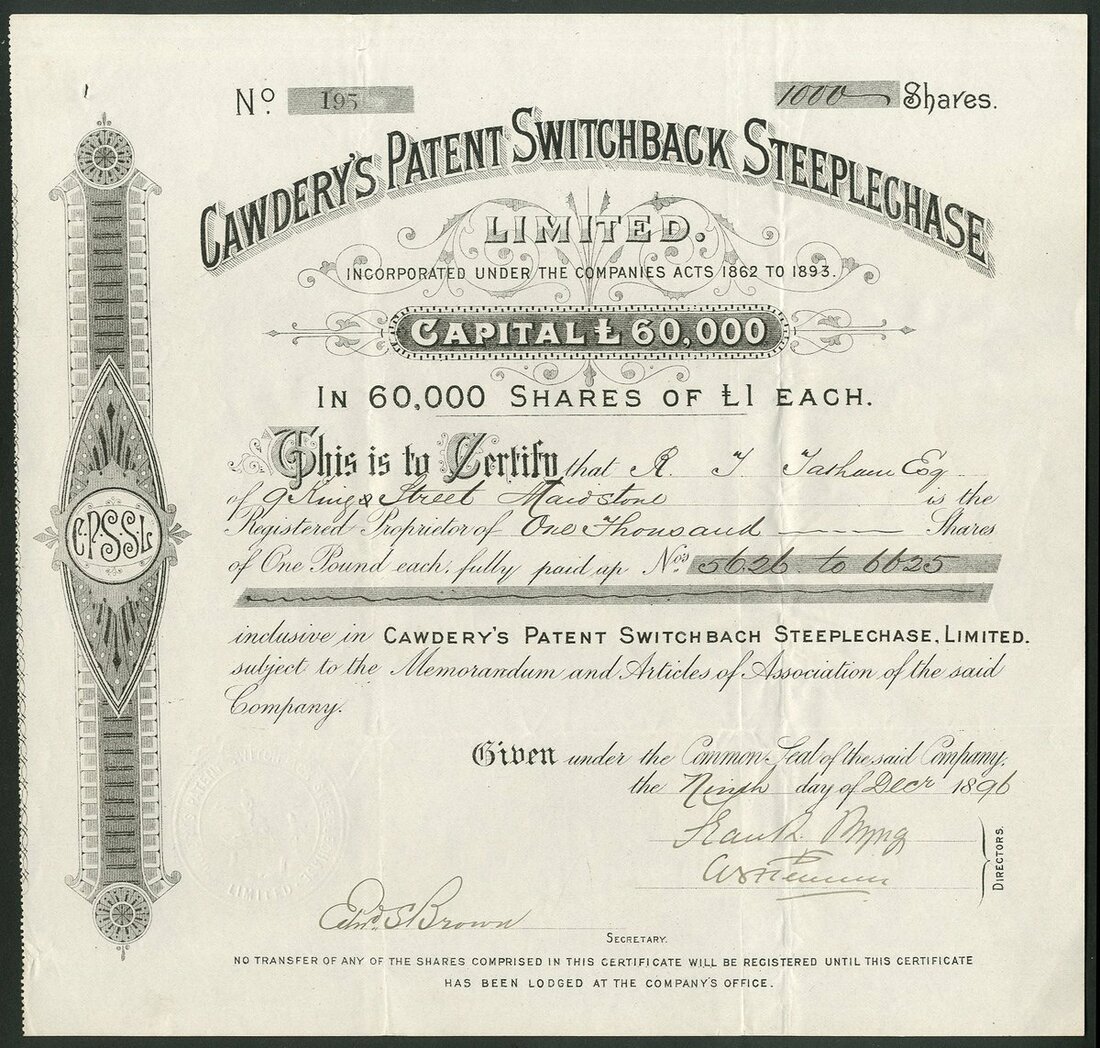 No 195 1000 Shares.
CAWDERY'S PATENT SWITCHBACK STEEPLECHASE
LIMITED.
INCORPORATED UNDER THE COMPANIES ACTS 1862 TO 1893.
CAPITAL £60,000
IN 60,000 SHARES OF £1 EACH.
This is to Certify that R. T Tatham Esq
of 9 Kings Street Maidstone is the
Registered Proprietor of One Thousand Shares
of One Pound each, fully paid up Nos 5626 to 6625
C.P.S.S.L
inclusive in CAWDERY'S PATENT SWITCHBACH STEEPLECHASE, LIMITED.
subject to the Memorandum and Articles of Association of the said
Company.
Given under the Common Seal of the said Company,
the Ninth day of Decr 1896
Frank
DIRECTORS.
LIMITED
Edwd. S. Brown
SECRETARY.
NO TRANSFER OF ANY OF THE SHARES COMPRISED IN THIS CERTIFICATE WILL BE REGISTERED UNTIL THIS CERTIFICATE
HAS BEEN LODGED AT THE COMPANY'S OFFICE.